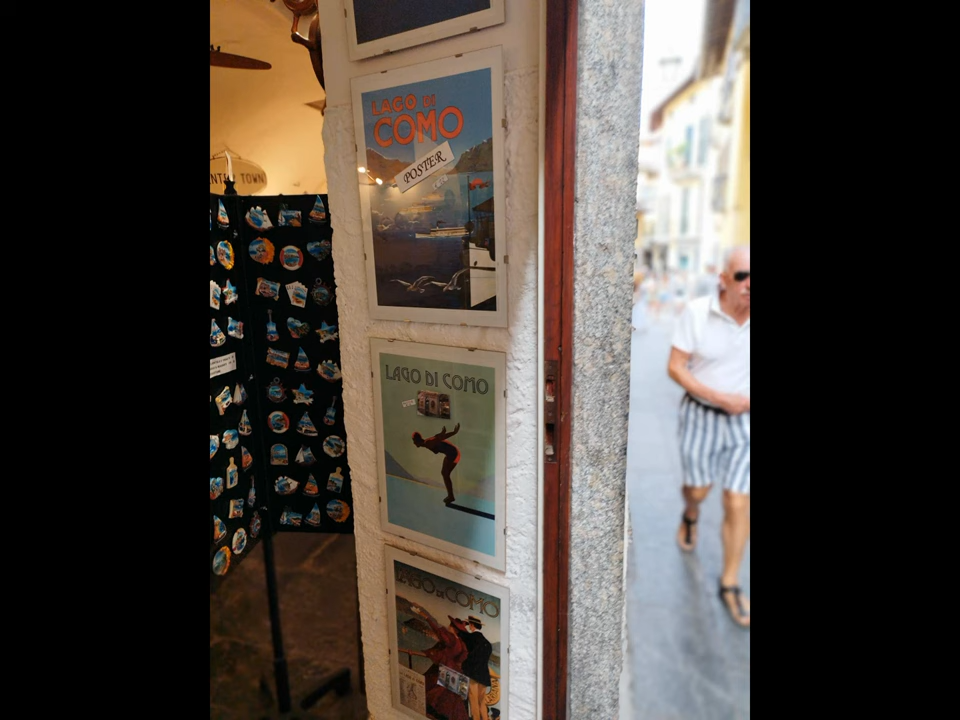 LAGO DI
COMO
POSTER
LAGO DI COMO
LAGO DI COMO
TOWN